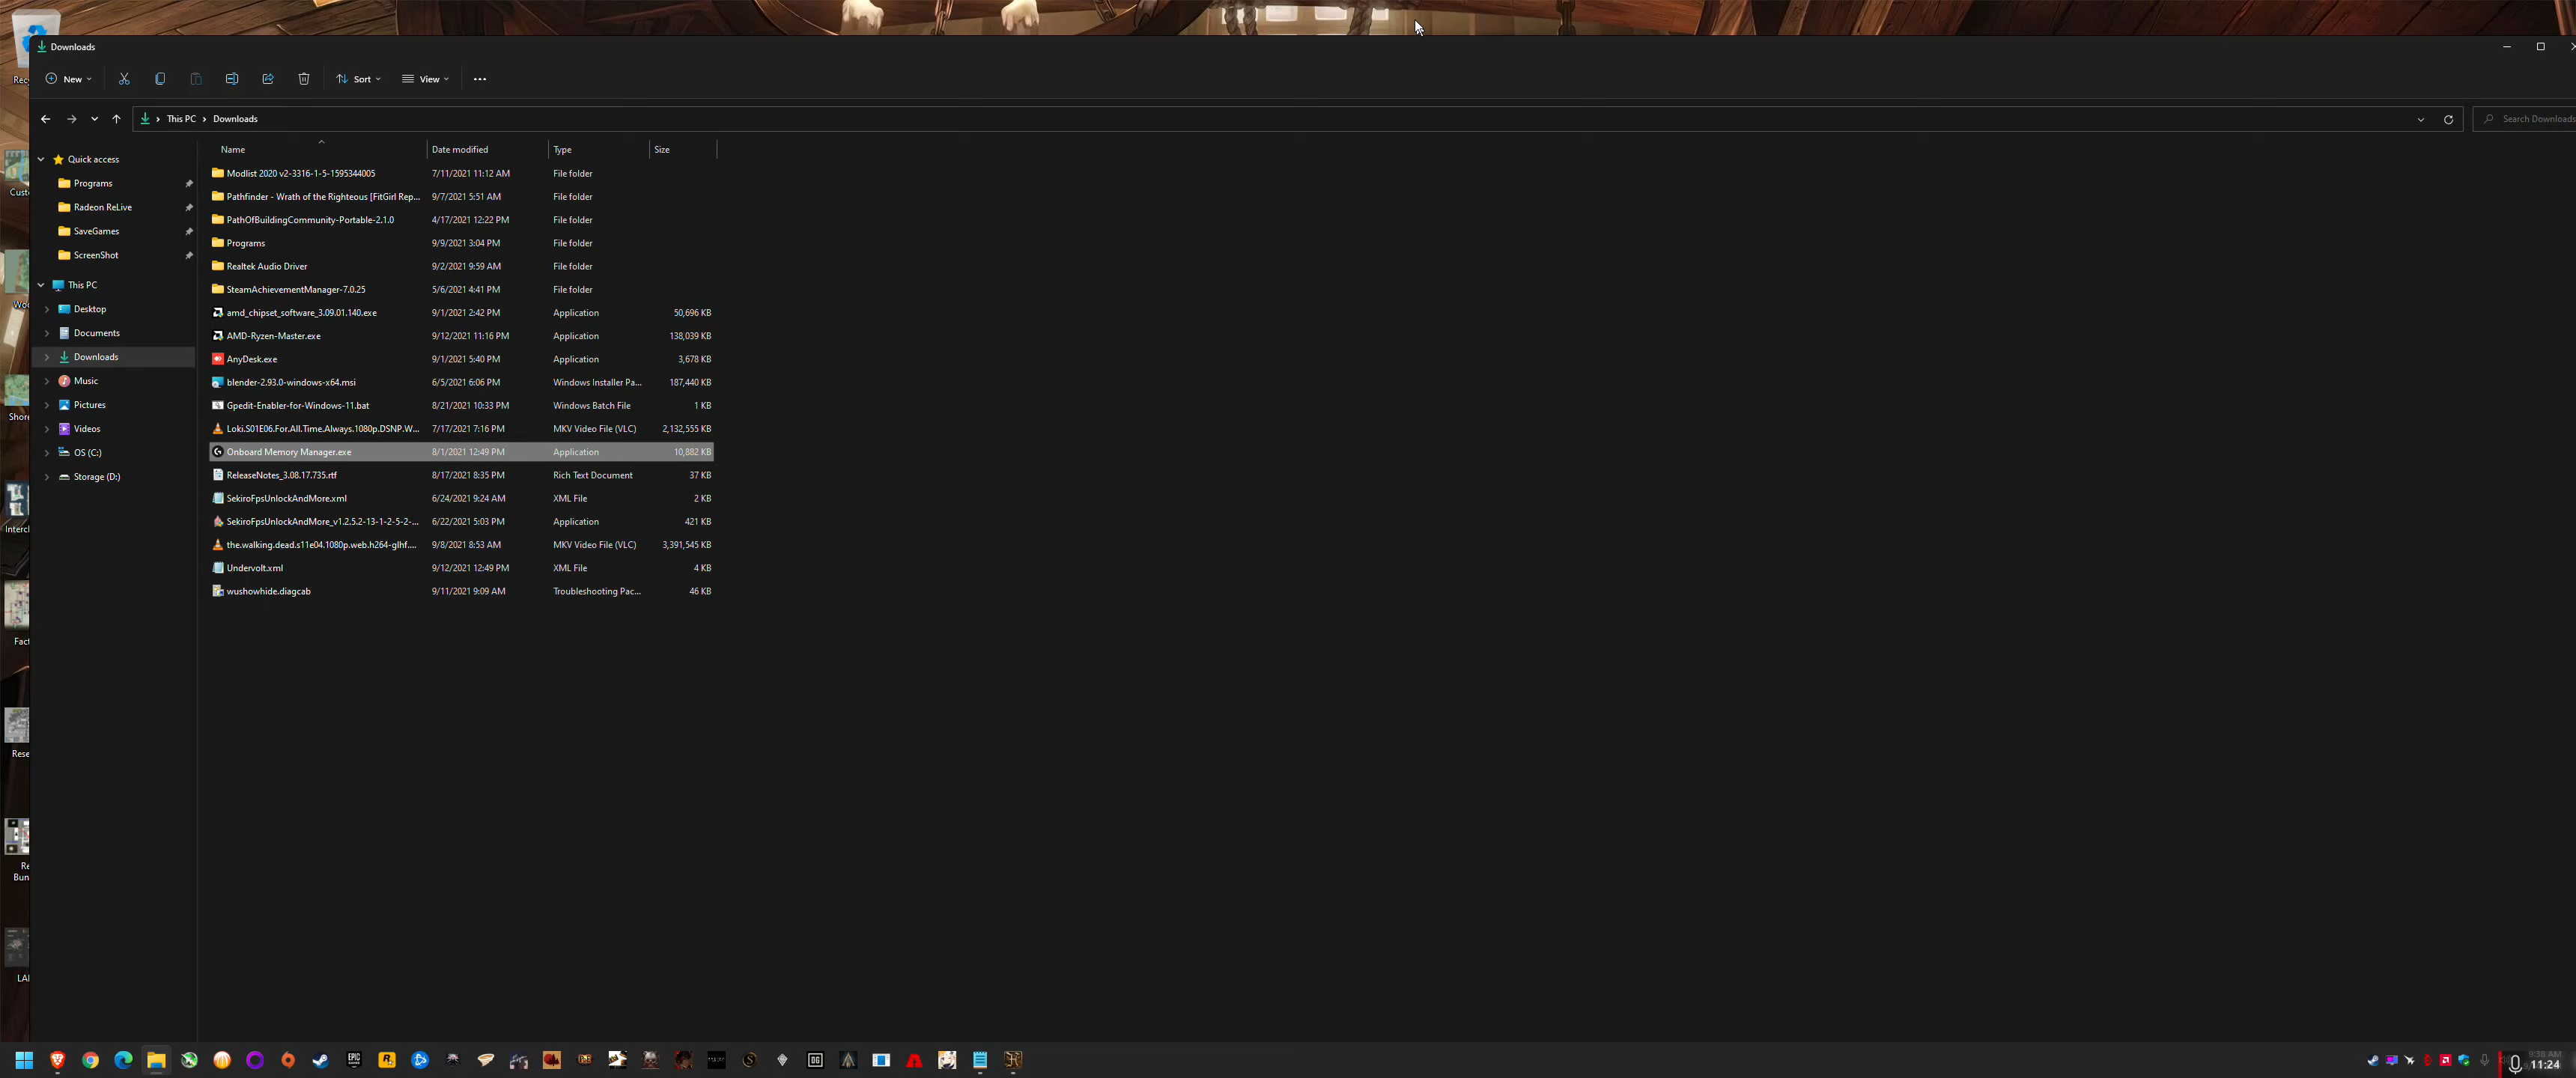 Downloads
New
Sort
View
This PC > Downloads
Search Downloads
Quick access
Programs
Radeon ReLive
SaveGames
ScreenShot
This PC
Desktop
Documents
Downloads
Music
Pictures
Videos
OS (C:)
Storage (D:)
Name Date modified Type Size
Modlist 2020 v2-3316-1-5-1595344005 7/11/2021 11:12 AM File folder
Pathfinder - Wrath of the Righteous [FitGirl Rep... 9/7/2021 5:51 AM File folder
PathOfBuildingCommunity-Portable-2.1.0 4/17/2021 12:22 PM File folder
Programs 9/9/2021 3:04 PM File folder
Realtek Audio Driver 9/2/2021 9:59 AM File folder
SteamAchievementManager-7.0.25 5/6/2021 4:41 PM File folder
amd_chipset_software_3.09.01.140.exe 9/1/2021 2:42 PM Application 50,696 KB
AMD-Ryzen-Master.exe 9/12/2021 11:16 PM Application 138,039 KB
AnyDesk.exe 9/1/2021 5:40 PM Application 3,678 KB
blender-2.93.0-windows-x64.msi 6/5/2021 6:06 PM Windows Installer Pa... 187,440 KB
Gpedit-Enabler-for-Windows-11.bat 8/21/2021 10:33 PM Windows Batch File 1 KB
Loki.S01E06.For.All.Time.Always.1080p.DSNP.W... 7/17/2021 7:16 PM MKV Video File (VLC) 2,132,555 KB
Onboard Memory Manager.exe 8/1/2021 12:49 PM Application 10,882 KB
ReleaseNotes_3.08.17.735.rtf 8/17/2021 8:35 PM Rich Text Document 37 KB
SekiroFpsUnlockAndMore.xml 6/24/2021 9:24 AM XML File 2 KB
SekiroFpsUnlockAndMore_v1.2.5.2-13-1-2-5-2-... 6/22/2021 5:03 PM Application 421 KB
the.walking.dead.s11e04.1080p.web.h264-glhf.... 9/8/2021 8:53 AM MKV Video File (VLC) 3,391,545 KB
Undervolt.xml 9/12/2021 12:49 PM XML File 4 KB
wushowhide.diagcab 9/11/2021 9:09 AM Troubleshooting Pac... 46 KB
Rec
Cust
Woo
Shore
Interch
Fact
Rese
Re
Bun
LAI
EPIC
OG
9:38 AM
11:24